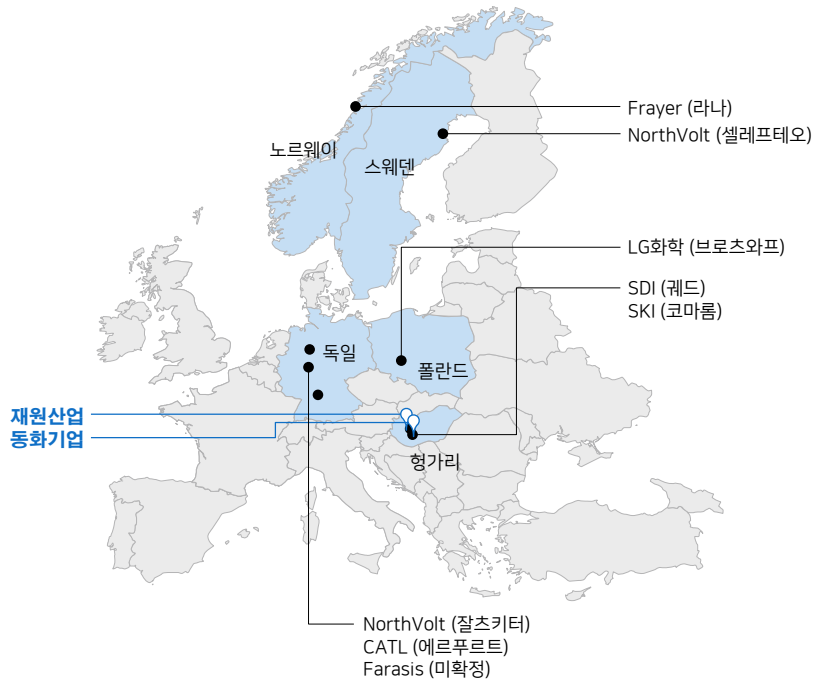 Frayer (라나)
NorthVolt (셀레프테오)
노르웨이
스웨덴
LG화학 (브로츠와프)
SDI (궤드)
SKI (코마롬)
독일
폴란드
재원산업
동화기업
헝가리
NorthVolt (잘츠키터)
CATL (에르푸르트)
Farasis (미확정)